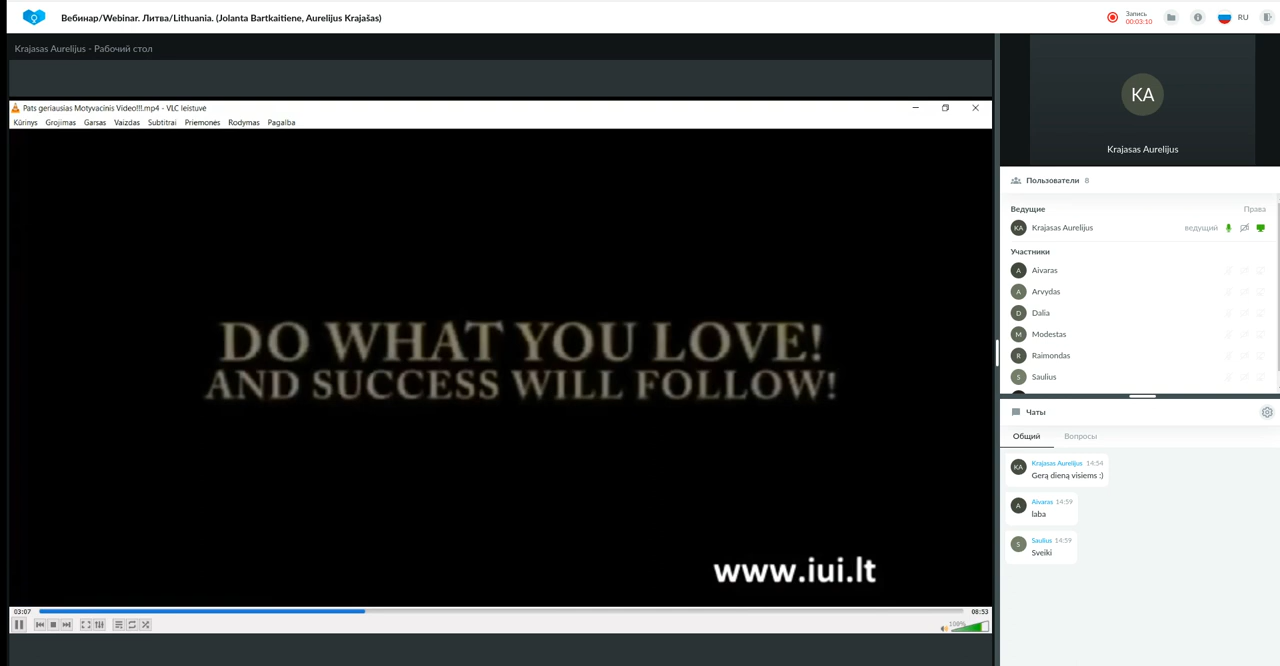 Вебинар/Webinar. Литва/Lithuania. (Jolanta Bartkaitiene, Aurelijus Krajašas)
Запись
00:03:10
RU
Krajasas Aurelijus - Рабочий стол
Pats geriausias Motyvacinis Video!!!.mp4 - VLC leistuvė
Kūrinys Grojimas Garsas Vaizdas Subtitrai Priemonės Rodymas Pagalba
DO WHAT YOU LOVE!
AND SUCCESS WILL FOLLOW!
www.iui.lt
03:07
08:53
100%
KA
Krajasas Aurelijus
Пользователи 8
Ведущие Права
KA Krajasas Aurelijus ведущий
Участники
A Aivaras
A Arvydas
D Dalia
M Modestas
R Raimondas
S Saulius
Чаты
Общий Вопросы
KA Krajasas Aurelijus 14:54
Gerą dieną visiems :)
A Aivaras 14:59
laba
S Saulius 14:59
Sveiki